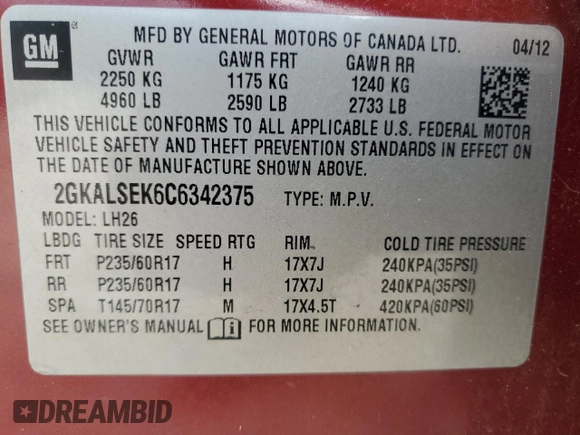 GM
MFD BY GENERAL MOTORS OF CANADA LTD. 04/12
GVWR GAWR FRT GAWR RR
2250 KG 1175 KG 1240 KG
4960 LB 2590 LB 2733 LB
THIS VEHICLE CONFORMS TO ALL APPLICABLE U.S. FEDERAL MOTOR
VEHICLE SAFETY AND THEFT PREVENTION STANDARDS IN EFFECT ON
THE DATE OF MANUFACTURE SHOWN ABOVE.
2GKALSEK6C6342375 TYPE: M.P.V.
MODEL: LH26
LBDG TIRE SIZE SPEED RTG RIM COLD TIRE PRESSURE
FRT P235/60R17 H 17X7J 240KPA(35PSI)
RR P235/60R17 H 17X7J 240KPA(35PSI)
SPA T145/70R17 M 17X4.5T 420KPA(60PSI)
SEE OWNER'S MANUAL FOR MORE INFORMATION.
DREAMBID